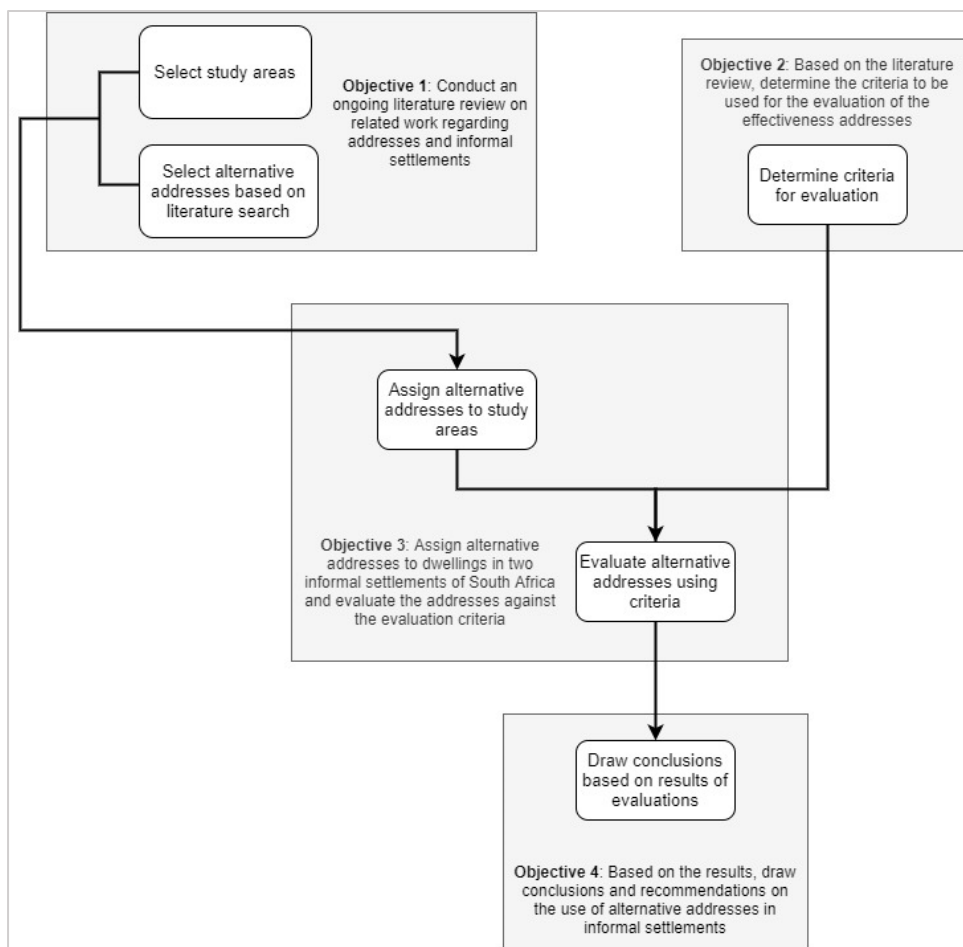 Select study areas
Objective 1: Conduct an
ongoing literature review on
related work regarding
addresses and informal
settlements
Select alternative
addresses based on
literature search
Objective 2: Based on the literature
review, determine the criteria to be
used for the evaluation of the
effectiveness addresses
Determine criteria
for evaluation
Assign alternative
addresses to study
areas
Objective 3: Assign alternative
addresses to dwellings in two
informal settlements of South Africa
and evaluate the addresses against
the evaluation criteria
Evaluate alternative
addresses using
criteria
Draw conclusions
based on results of
evaluations
Objective 4: Based on the results, draw
conclusions and recommendations on
the use of alternative addresses in
informal settlements